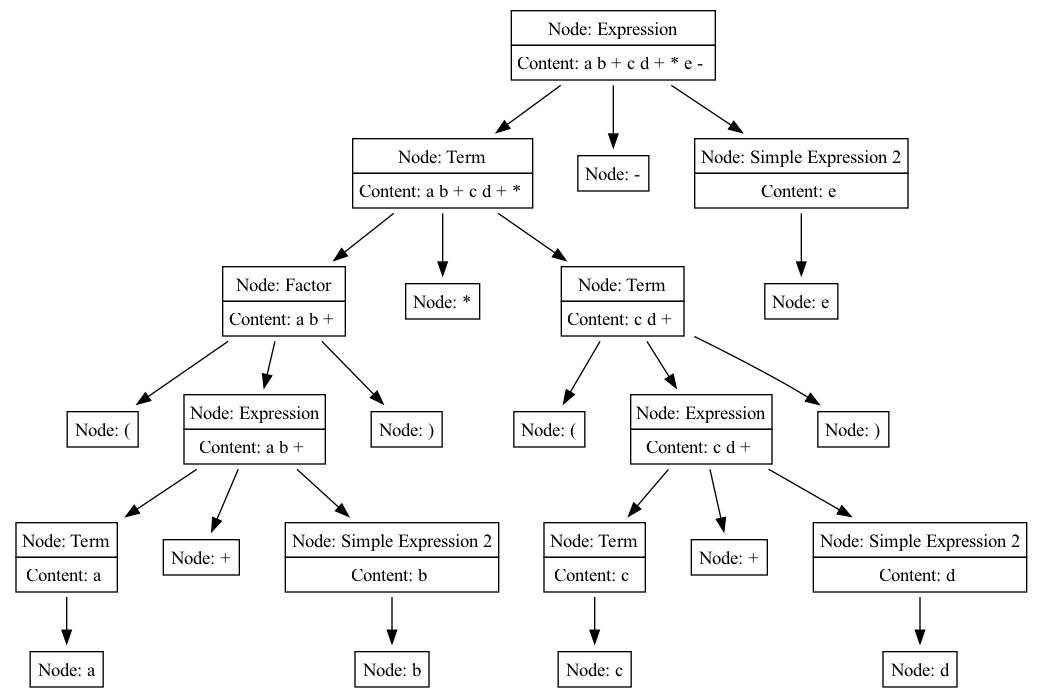 Node: Expression
Content: a b + c d + * e -
Node: Term
Content: a b + c d + *
Node: -
Node: Simple Expression 2
Content: e
Node: Factor
Content: a b +
Node: *
Node: Term
Content: c d +
Node: e
Node: (
Node: Expression
Content: a b +
Node: )
Node: (
Node: Expression
Content: c d +
Node: )
Node: Term
Content: a
Node: +
Node: Simple Expression 2
Content: b
Node: Term
Content: c
Node: +
Node: Simple Expression 2
Content: d
Node: a
Node: b
Node: c
Node: d